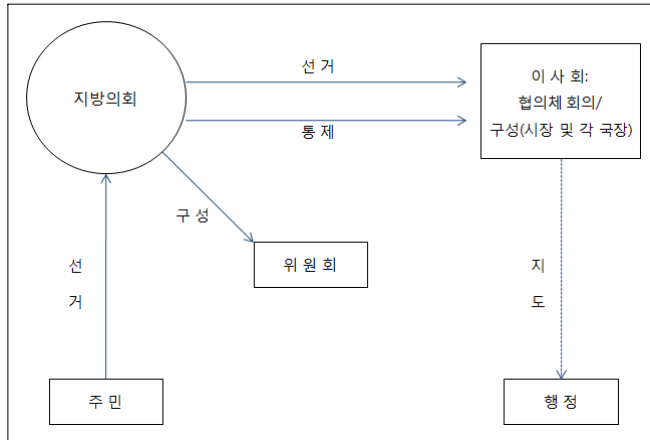 지방의회
선 거
통 제
이 사 회:
협의체 회의/
구성(시장 및 각 국장)
구 성
위 원 회
선
거
지
도
주 민
행 정